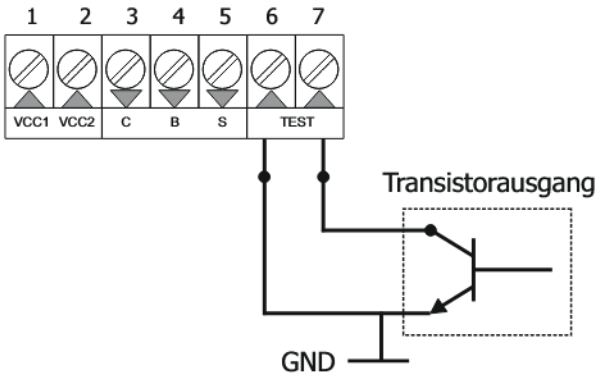 1 2 3 4 5 6 7
VCC1 VCC2 C B S TEST
Transistorausgang
GND